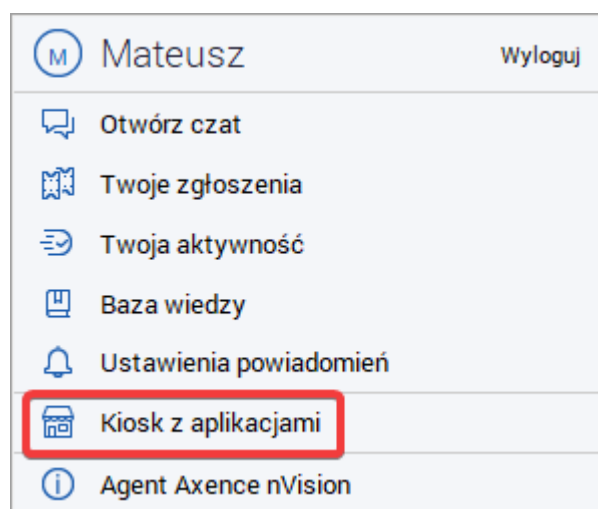 M Mateusz Wyloguj
Otwórz czat
Twoje zgłoszenia
Twoja aktywność
Baza wiedzy
Ustawienia powiadomień
Kiosk z aplikacjami
Agent Axence nVision